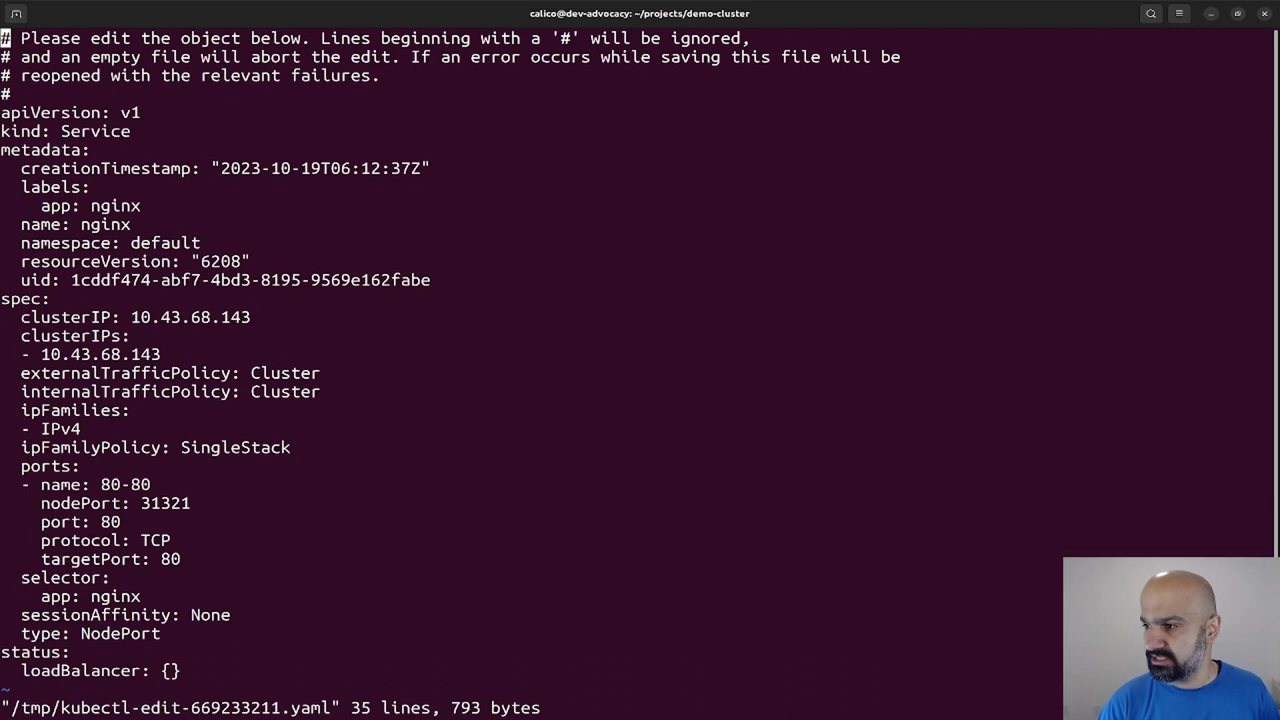 calico@dev-advocacy: ~/projects/demo-cluster
# Please edit the object below. Lines beginning with a '#' will be ignored,
# and an empty file will abort the edit. If an error occurs while saving this file will be
# reopened with the relevant failures.
#
apiVersion: v1
kind: Service
metadata:
  creationTimestamp: "2023-10-19T06:12:37Z"
  labels:
    app: nginx
  name: nginx
  namespace: default
  resourceVersion: "6208"
  uid: 1cddf474-abf7-4bd3-8195-9569e162fabe
spec:
  clusterIP: 10.43.68.143
  clusterIPs:
  - 10.43.68.143
  externalTrafficPolicy: Cluster
  internalTrafficPolicy: Cluster
  ipFamilies:
  - IPv4
  ipFamilyPolicy: SingleStack
  ports:
  - name: 80-80
    nodePort: 31321
    port: 80
    protocol: TCP
    targetPort: 80
  selector:
    app: nginx
  sessionAffinity: None
  type: NodePort
status:
  loadBalancer: {}
~
"/tmp/kubectl-edit-669233211.yaml" 35 lines, 793 bytes